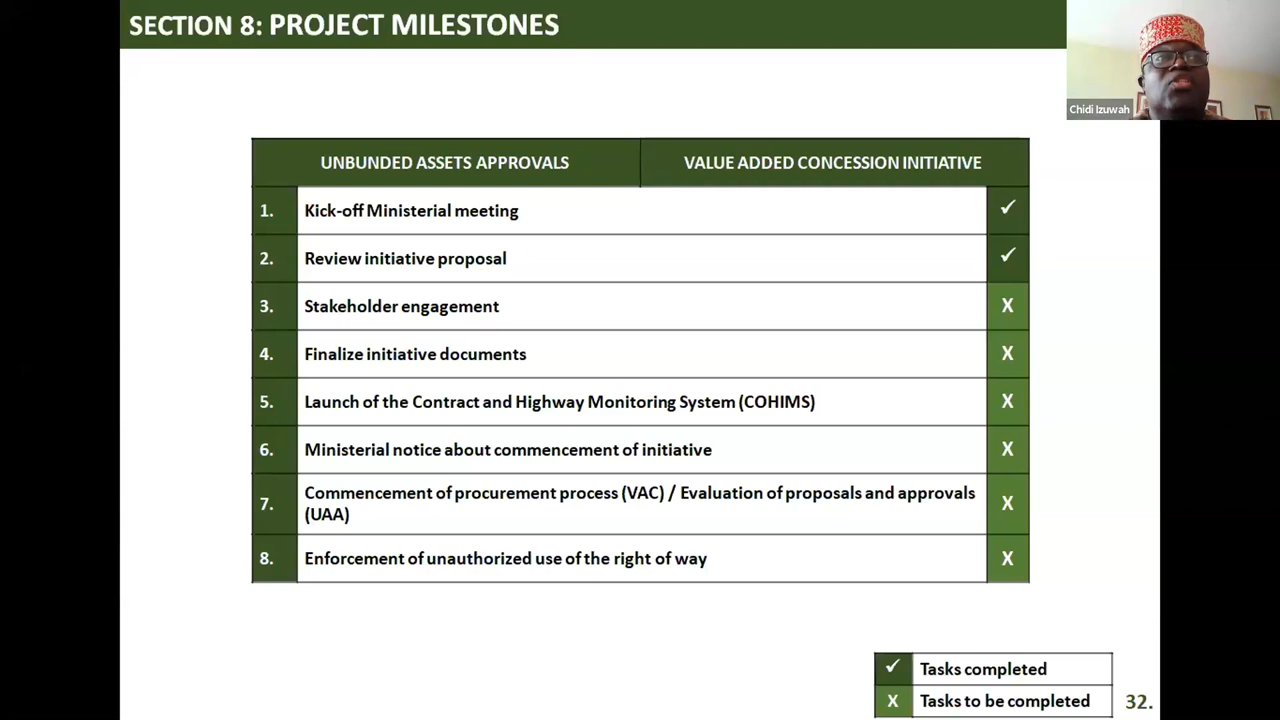 SECTION 8: PROJECT MILESTONES
Chidi Izuwah
UNBUNDED ASSETS APPROVALS
VALUE ADDED CONCESSION INITIATIVE
1. Kick-off Ministerial meeting ✓
2. Review initiative proposal ✓
3. Stakeholder engagement X
4. Finalize initiative documents X
5. Launch of the Contract and Highway Monitoring System (COHIMS) X
6. Ministerial notice about commencement of initiative X
7. Commencement of procurement process (VAC) / Evaluation of proposals and approvals
(UAA) X
8. Enforcement of unauthorized use of the right of way X
✓ Tasks completed
X Tasks to be completed
32.